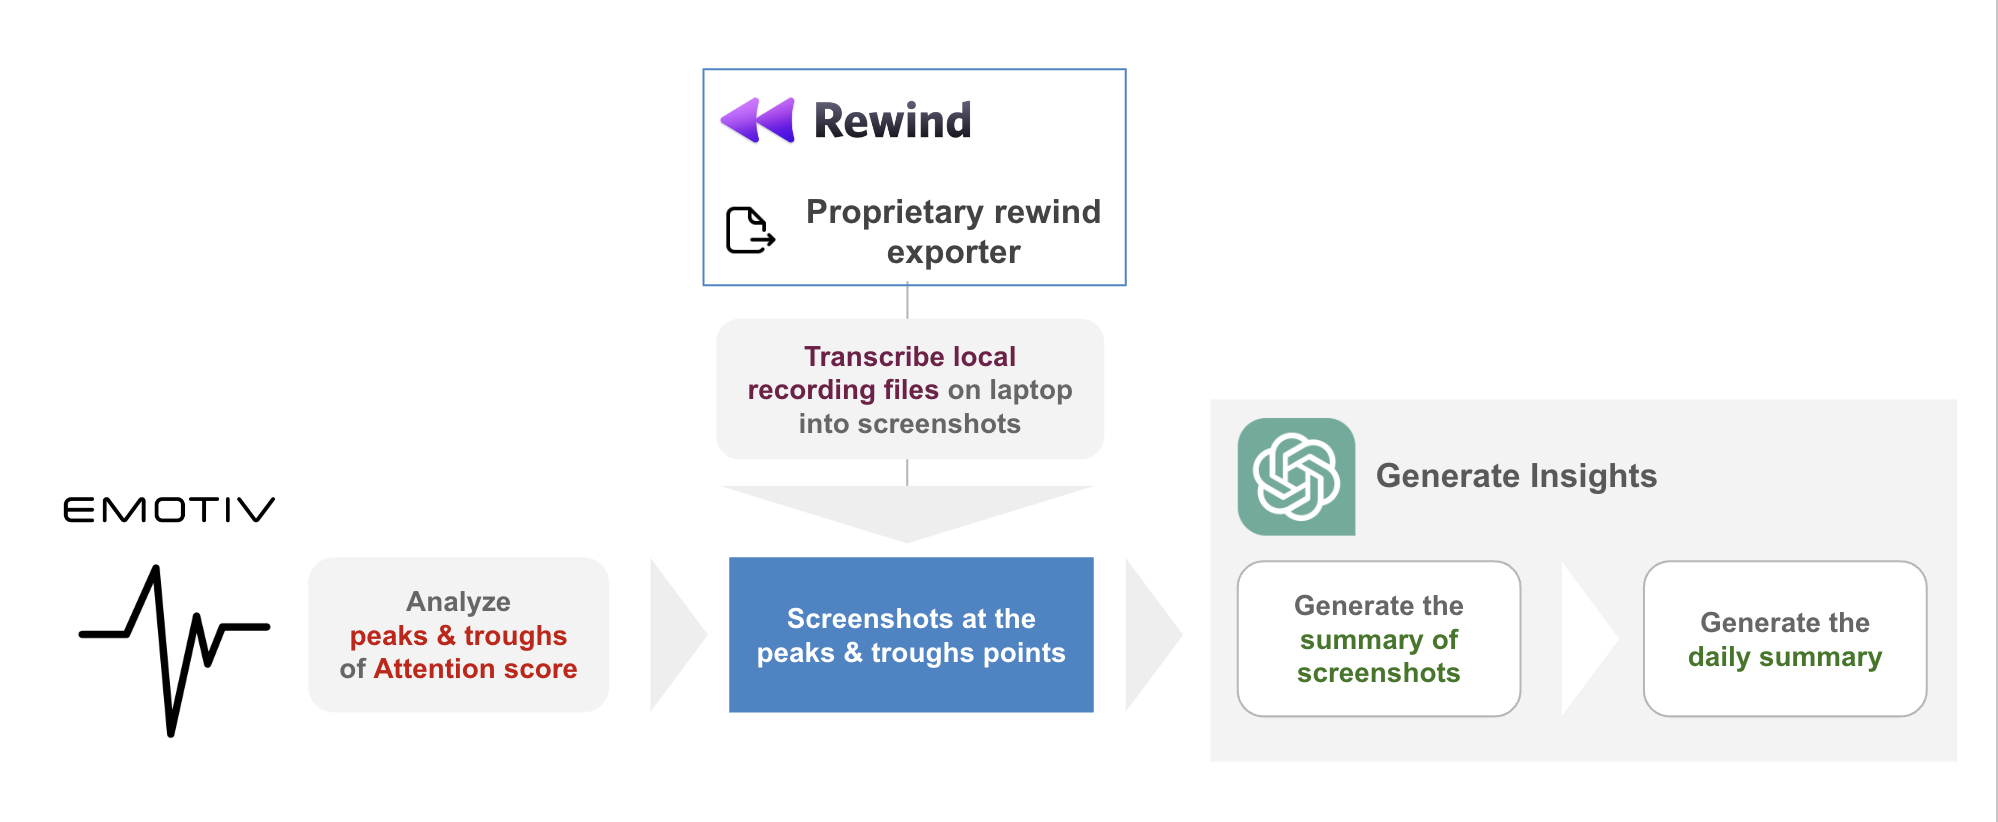 Rewind
Proprietary rewind
exporter
Transcribe local
recording files on laptop
into screenshots
EMOTIV
Analyze
peaks & troughs
of Attention score
Screenshots at the
peaks & troughs points
Generate Insights
Generate the
summary of
screenshots
Generate the
daily summary